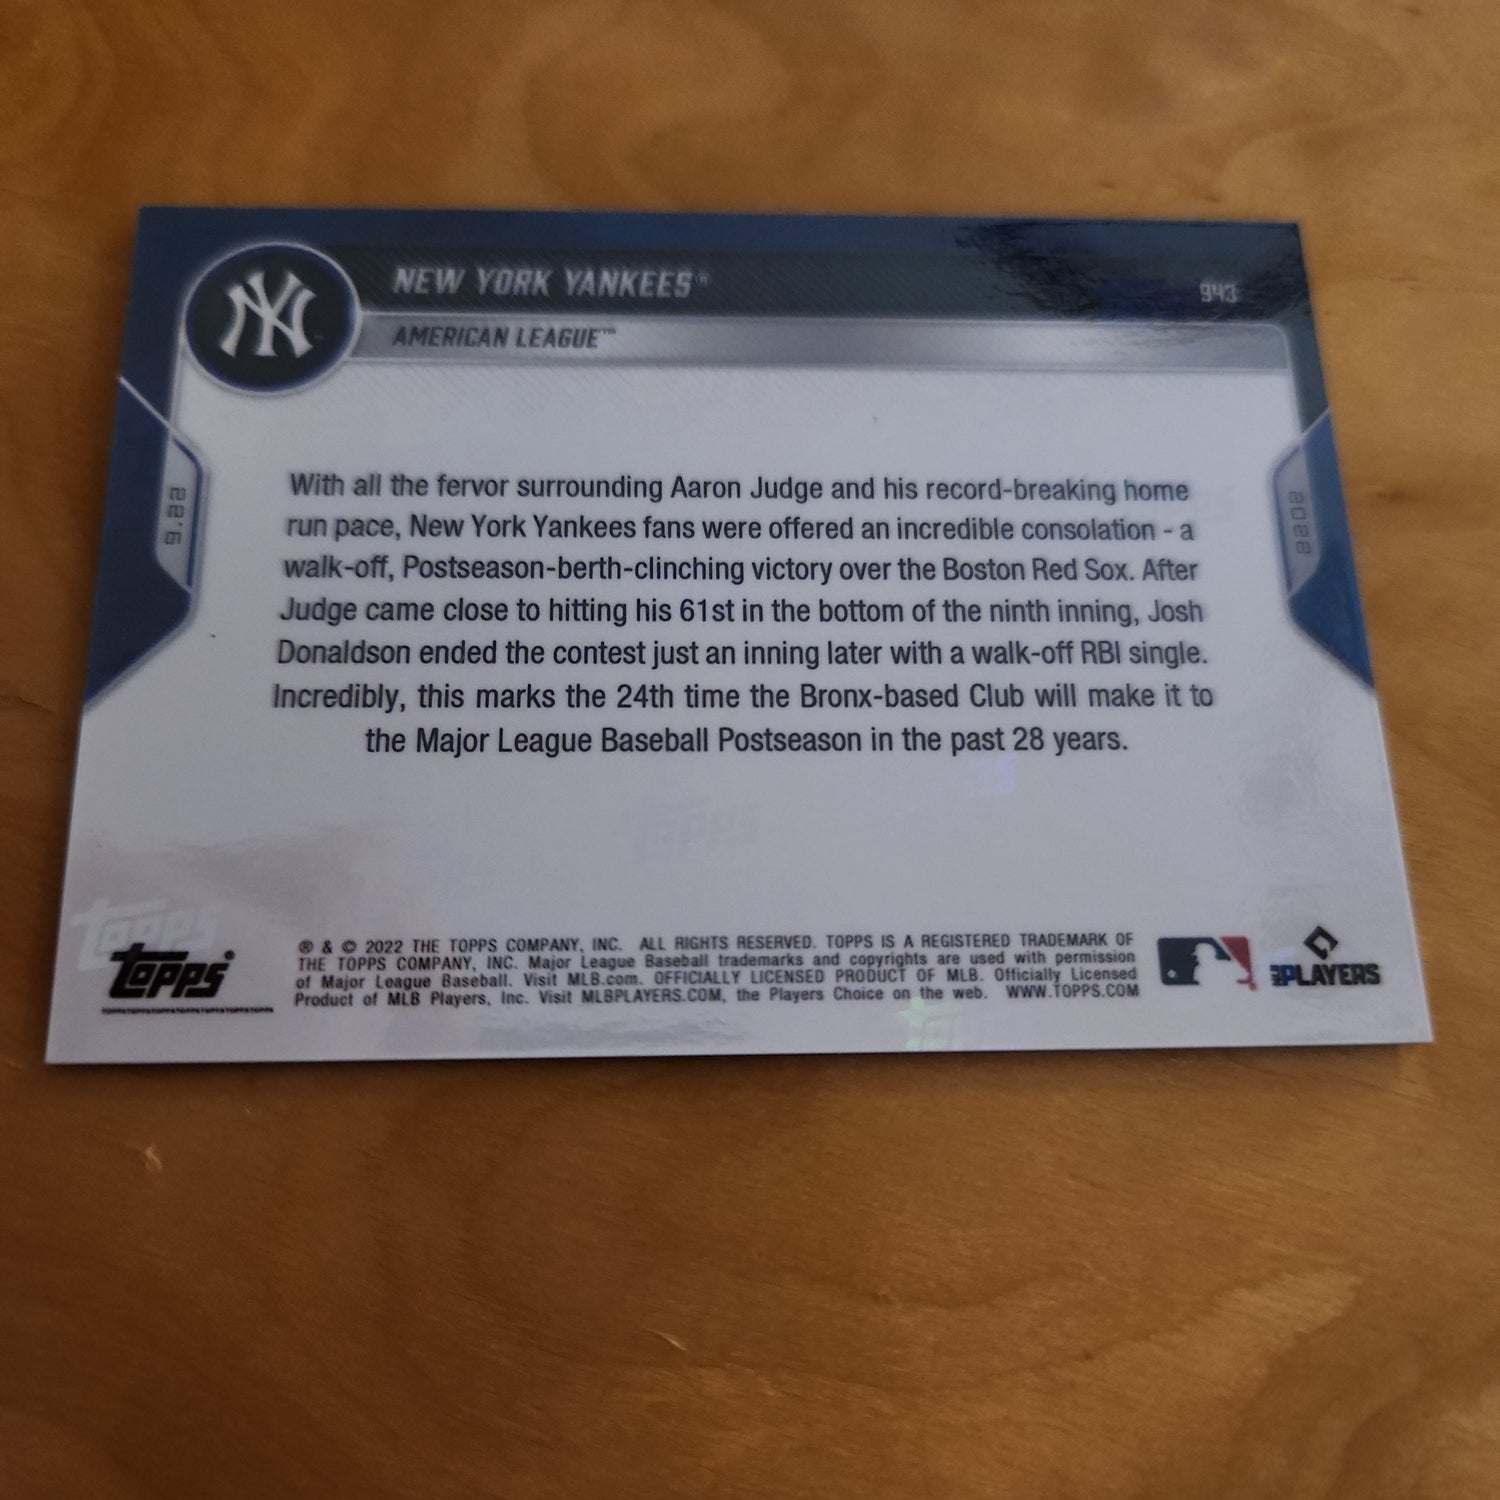 NY
NEW YORK YANKEES®
943
AMERICAN LEAGUE™
9.22
2022
With all the fervor surrounding Aaron Judge and his record-breaking home
run pace, New York Yankees fans were offered an incredible consolation - a
walk-off, Postseason-berth-clinching victory over the Boston Red Sox. After
Judge came close to hitting his 61st in the bottom of the ninth inning, Josh
Donaldson ended the contest just an inning later with a walk-off RBI single.
Incredibly, this marks the 24th time the Bronx-based Club will make it to
the Major League Baseball Postseason in the past 28 years.
topps
topps
topps®
® & © 2022 THE TOPPS COMPANY, INC. ALL RIGHTS RESERVED. TOPPS IS A REGISTERED TRADEMARK OF
THE TOPPS COMPANY, INC. Major League Baseball trademarks and copyrights are used with permission
of Major League Baseball. Visit MLB.com. OFFICIALLY LICENSED PRODUCT OF MLB. Officially Licensed
Product of MLB Players, Inc. Visit MLBPLAYERS.COM, the Players Choice on the web. WWW.TOPPS.COM
PLAYERS